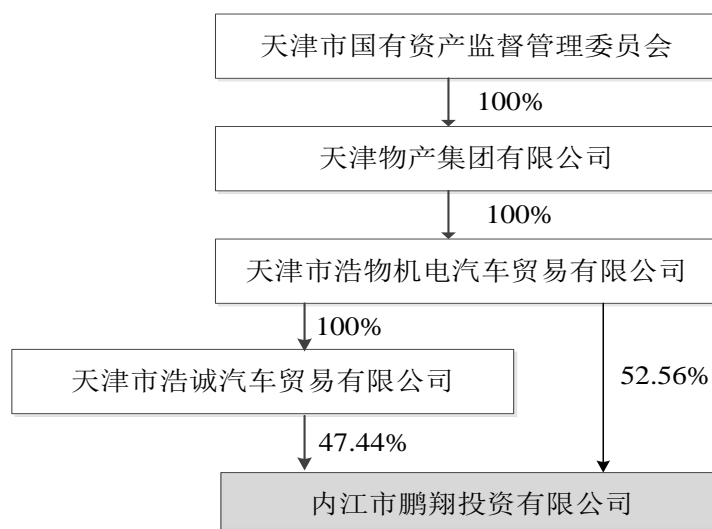 天津市国有资产监督管理委员会
100%
天津物产集团有限公司
100%
天津市浩物机电汽车贸易有限公司
100%
天津市浩诚汽车贸易有限公司
52.56%
47.44%
内江市鹏翔投资有限公司